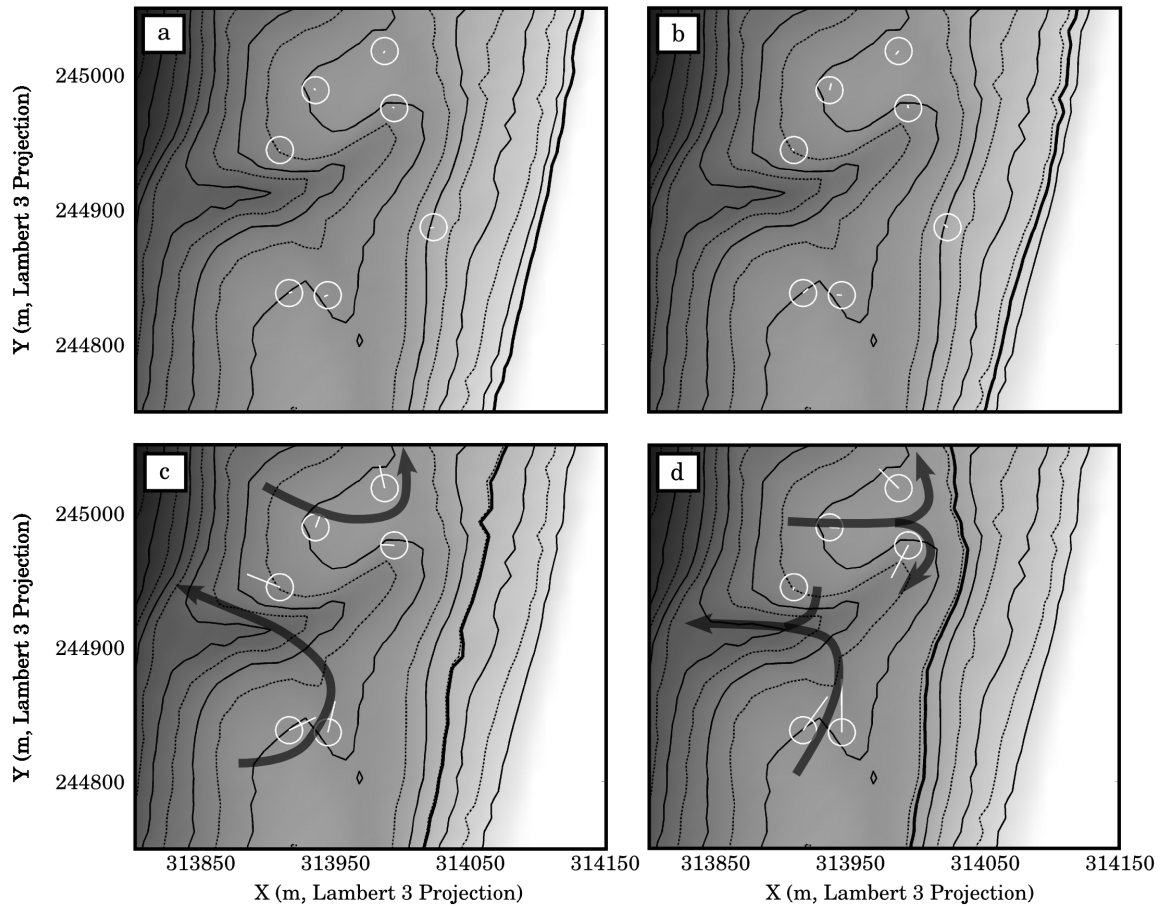 a
b
245000
244900
244800
Y (m, Lambert 3 Projection)
c
d
245000
244900
244800
Y (m, Lambert 3 Projection)
313850 313950 314050 314150
313850 313950 314050 314150
X (m, Lambert 3 Projection)
X (m, Lambert 3 Projection)